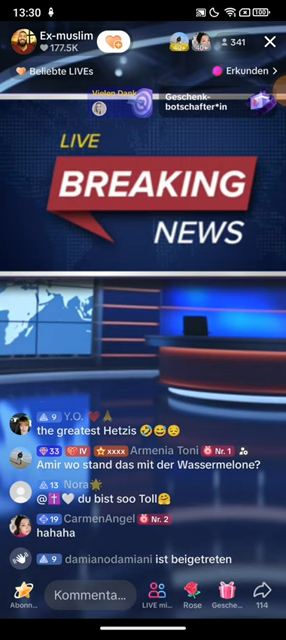 13:30
100
Ex-muslim
177.5K
40+
40+
341
Beliebte LIVEs
Erkunden >
Vielen Dank
Geschenk-
botschafter*in
LIVE
BREAKING
NEWS
9 Y.O. ❤️🙏
the greatest Hetzis 🤣😅😔
33 IV xxxx Armenia Toni Nr. 1
Amir wo stand das mit der Wassermelone?
13 Nora🌟
@✝️🤍 du bist soo Toll🤗
19 CarmenAngel Nr. 2
hahaha
9 damianodamiani ist beigetreten
Abonn...
Kommenta...
LIVE mi...
Rose
Gesche...
114